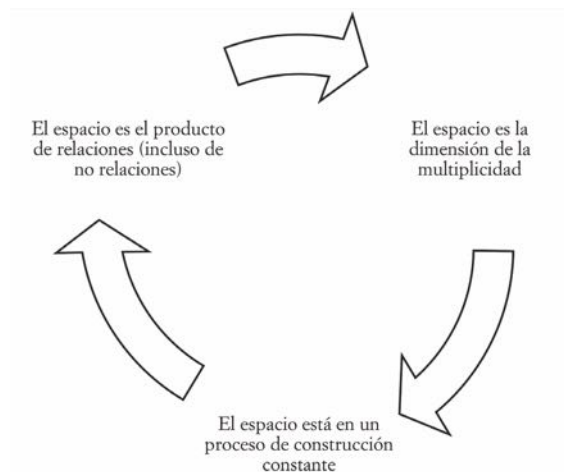 El espacio es el producto
de relaciones (incluso de
no relaciones)
El espacio es la
dimensión de la
multiplicidad
El espacio está en un
proceso de construcción
constante